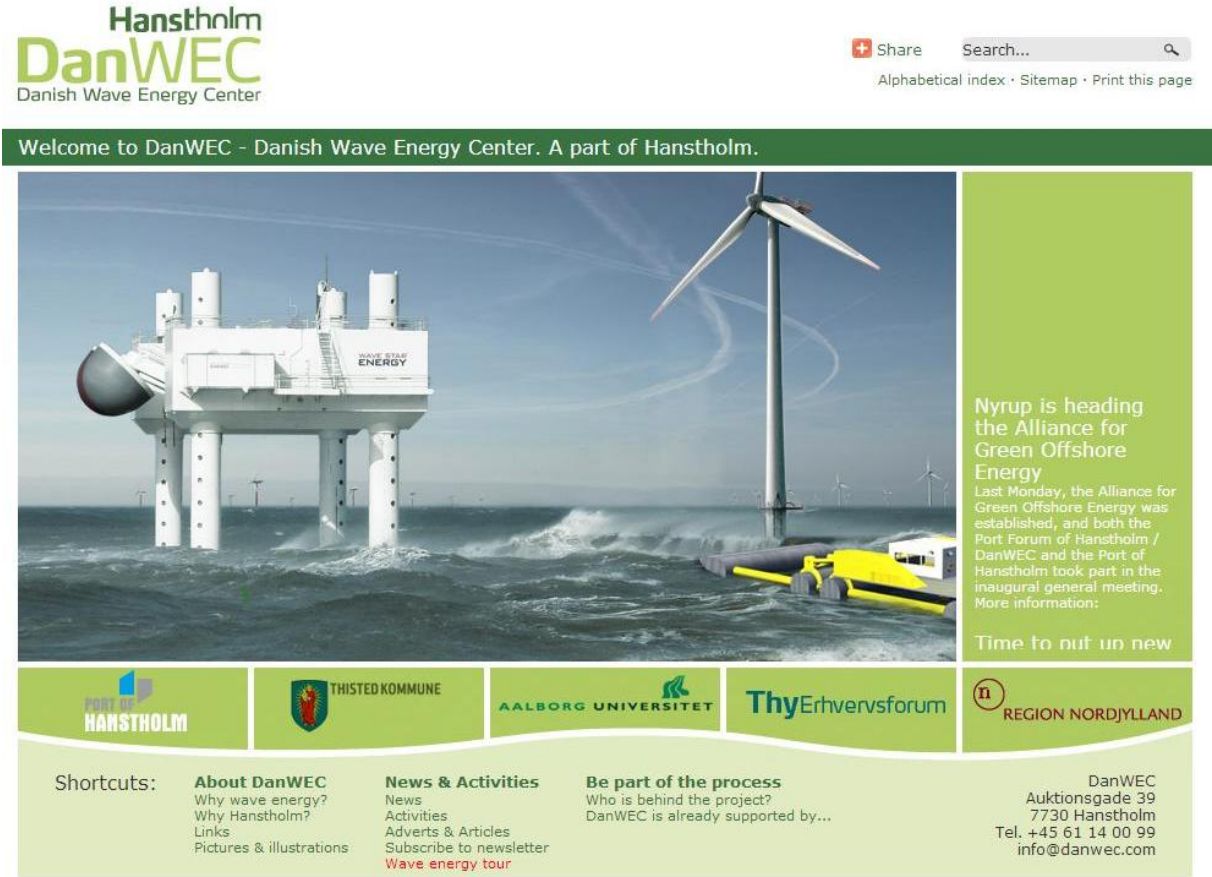 Hanstholm
DanWEC
Danish Wave Energy Center
Share
Search...
Alphabetical index · Sitemap · Print this page
Welcome to DanWEC - Danish Wave Energy Center. A part of Hanstholm.
WAVE STAR
ENERGY
Nyrup is heading
the Alliance for
Green Offshore
Energy
Last Monday, the Alliance for
Green Offshore Energy was
established, and both the
Port Forum of Hanstholm /
DanWEC and the Port of
Hanstholm took part in the
inaugural general meeting.
More information:
Time to put up new
PORT OF
HANSTHOLM
THISTED KOMMUNE
AALBORG UNIVERSITET
ThyErhvervsforum
n
REGION NORDJYLLAND
Shortcuts:
About DanWEC
Why wave energy?
Why Hanstholm?
Links
Pictures & illustrations
News & Activities
News
Activities
Adverts & Articles
Subscribe to newsletter
Wave energy tour
Be part of the process
Who is behind the project?
DanWEC is already supported by...
DanWEC
Auktionsgade 39
7730 Hanstholm
Tel. +45 61 14 00 99
info@danwec.com